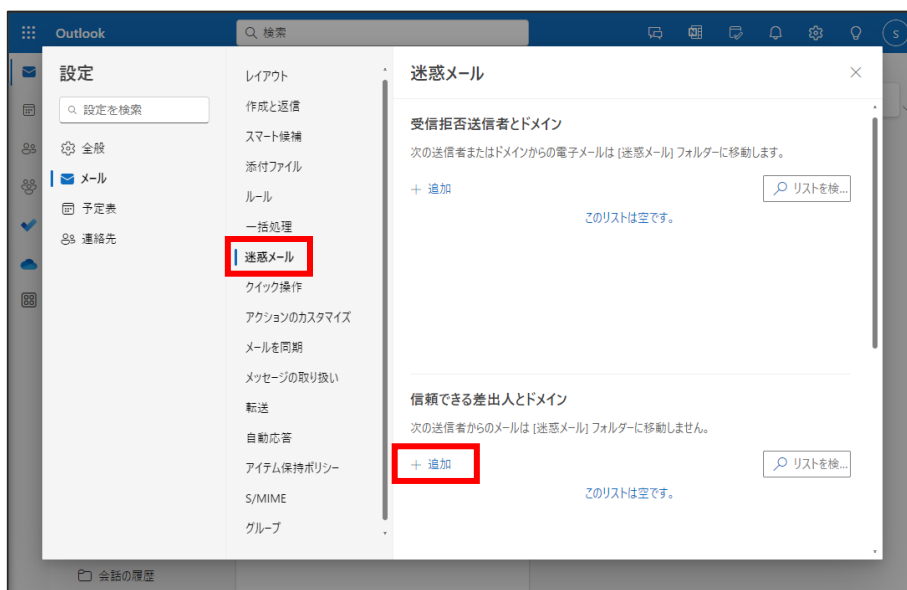 Outlook
検索
S
設定
設定を検索
全般
メール
予定表
連絡先
レイアウト
作成と返信
スマート候補
添付ファイル
ルール
一括処理
迷惑メール
クイック操作
アクションのカスタマイズ
メールを同期
メッセージの取り扱い
転送
自動応答
アイテム保持ポリシー
S/MIME
グループ
迷惑メール
受信拒否送信者とドメイン
次の送信者またはドメインからの電子メールは [迷惑メール] フォルダーに移動します。
+ 追加
リストを検...
このリストは空です。
信頼できる差出人とドメイン
次の送信者からのメールは [迷惑メール] フォルダーに移動しません。
+ 追加
リストを検...
このリストは空です。
会話の履歴